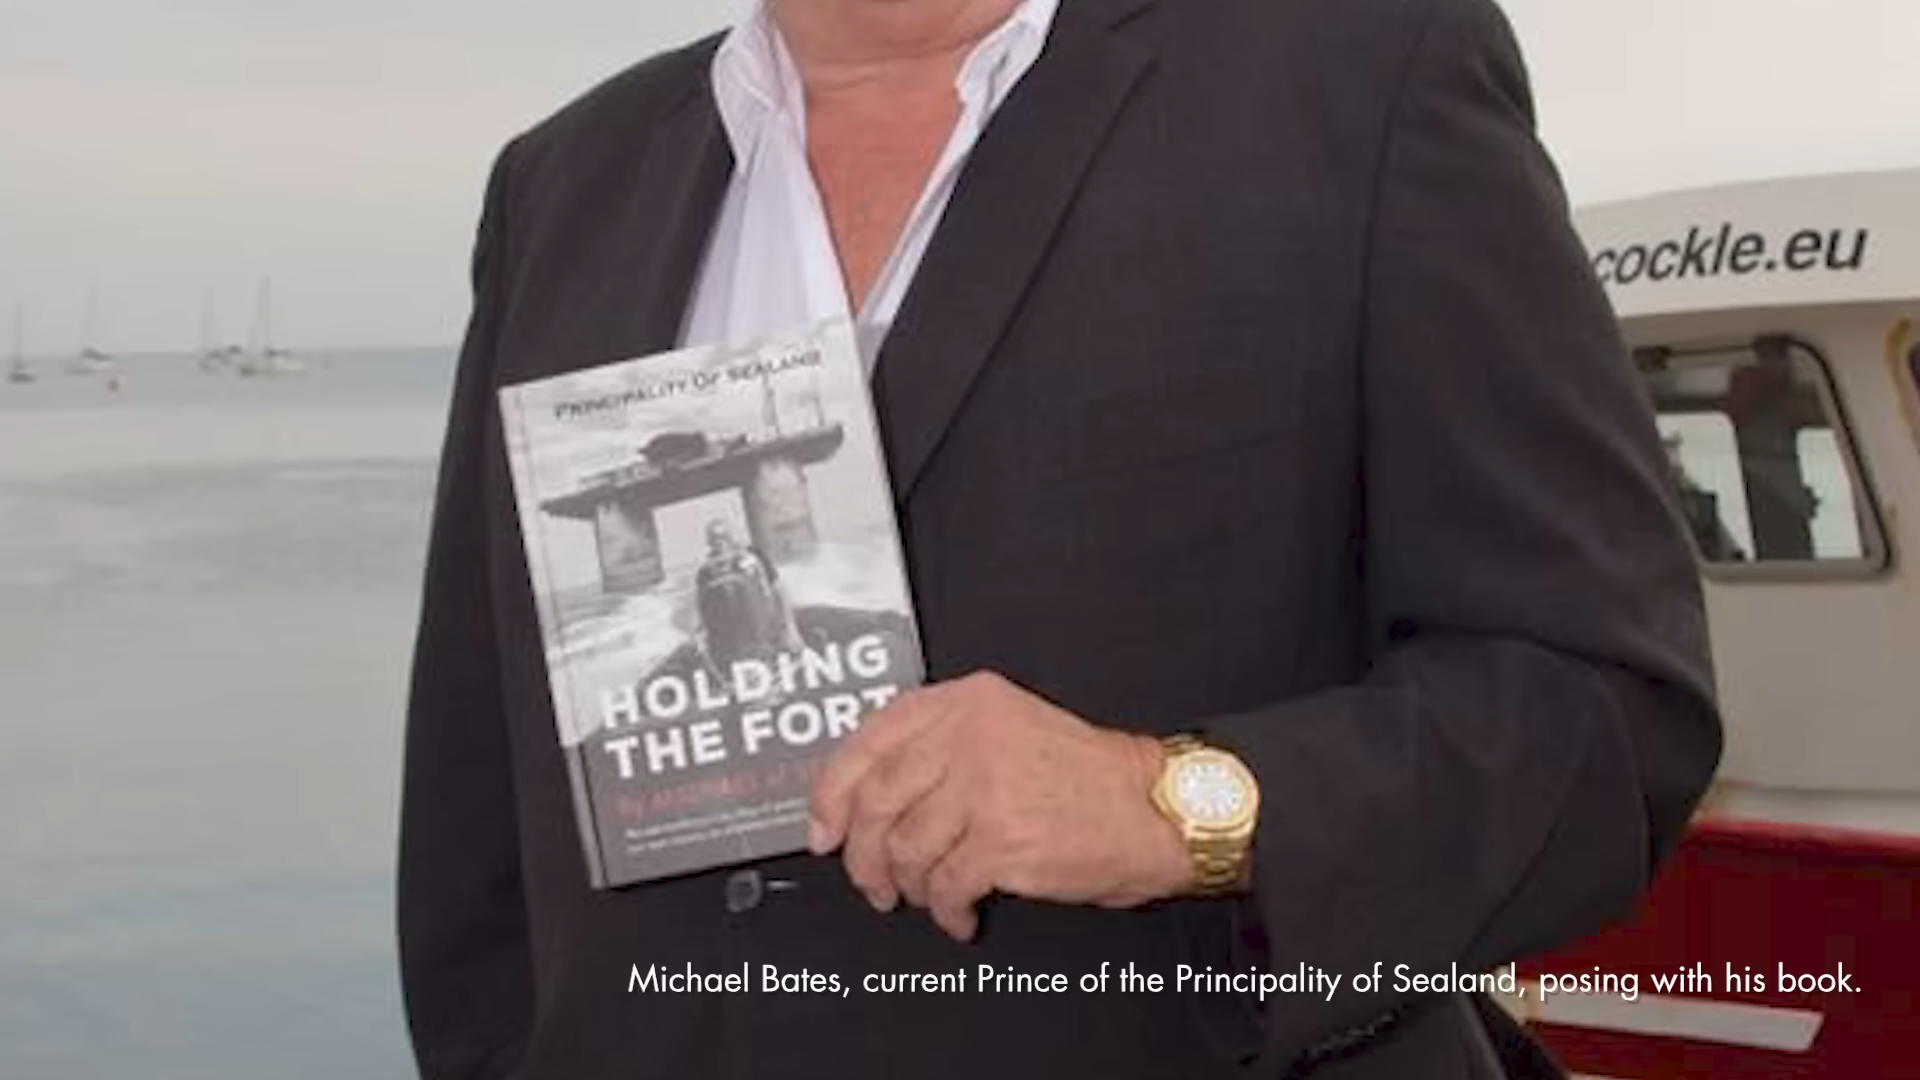 cockle.eu
PRINCIPALITY OF SEALAND
HOLDING
THE FORT
Michael Bates, current Prince of the Principality of Sealand, posing with his book.